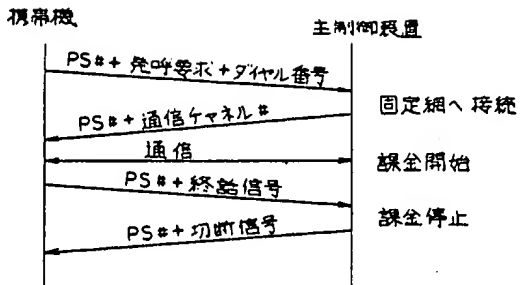 携帯機
主制御装置
PS#+発呼要求+ダイヤル番号
固定網へ接続
PS#+通信チャネル#
通信
課金開始
PS#+終話信号
課金停止
PS#+切断信号